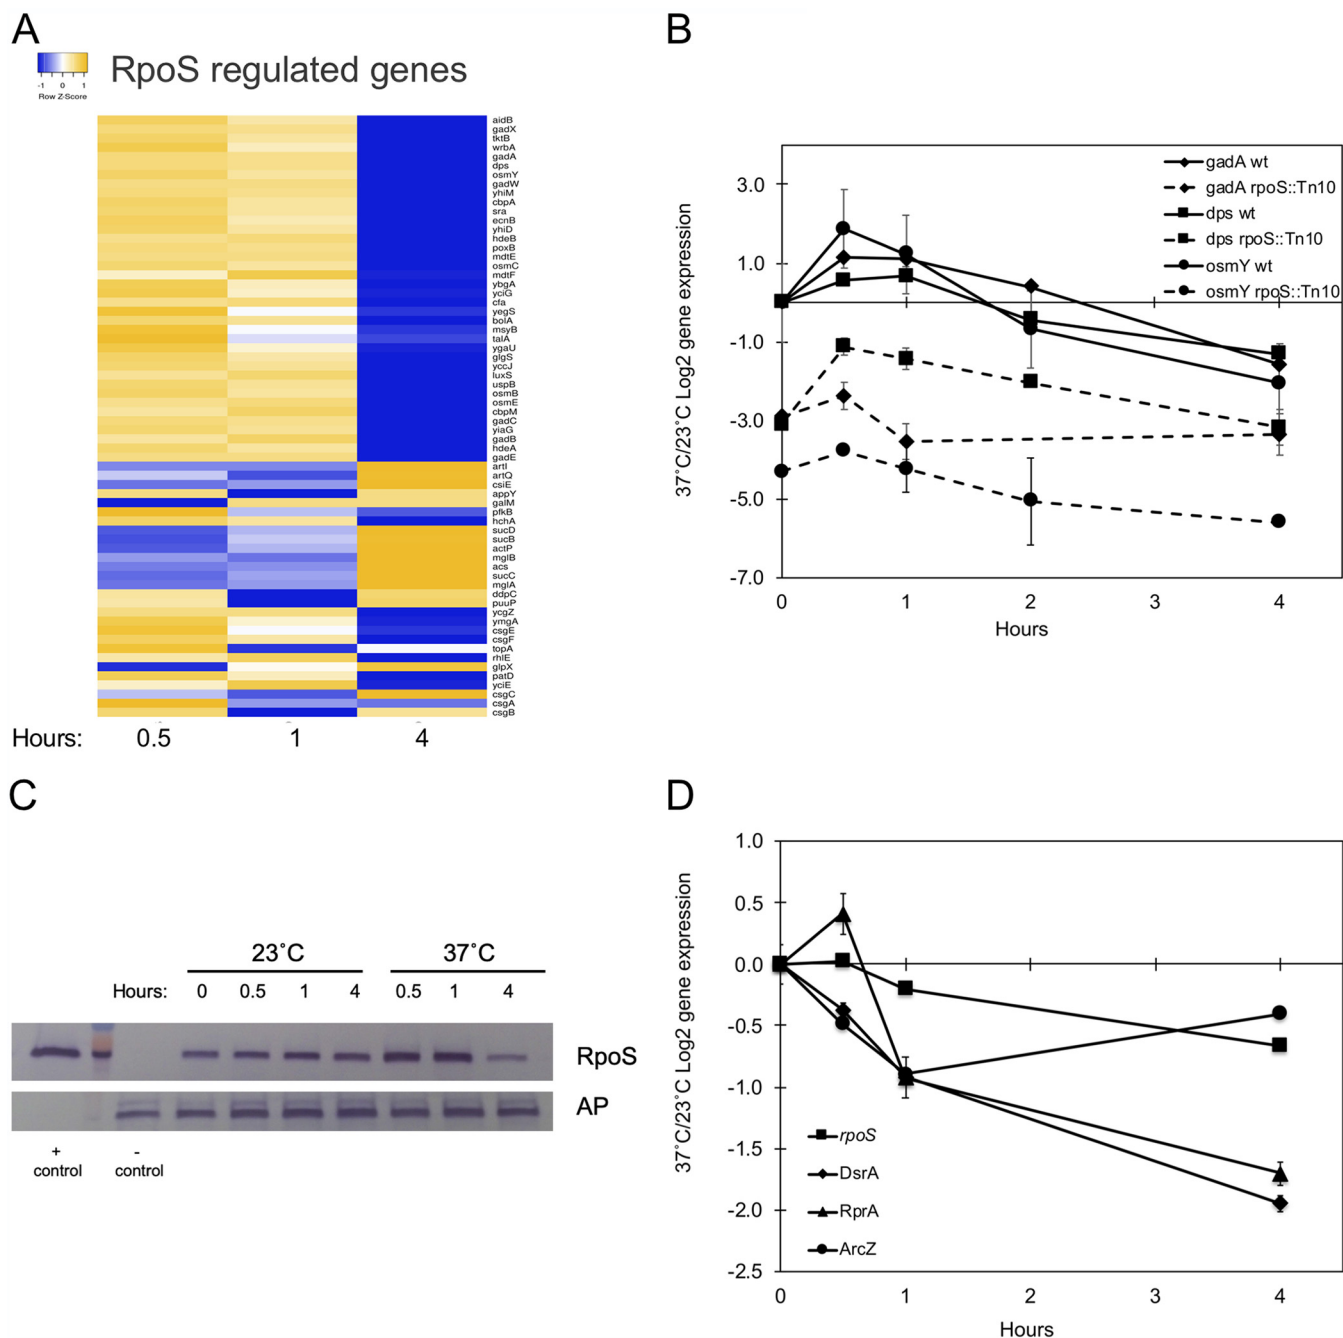 A
RpoS regulated genes
-1 0 1
Row Z-Score
aidB
gadX
tktB
wrbA
gadA
dps
osmY
gadW
yhiM
cbpA
sra
ecnB
yhiD
hdeB
poxB
mdtE
osmC
mdtF
ybgA
yciG
cfa
yegS
bolA
msyB
talA
ygaU
glgS
yccJ
luxS
uspB
osmB
osmE
cbpM
gadC
yiaG
gadB
hdeA
gadE
artI
artQ
csiE
appY
galM
pfkB
hchA
sucD
sucB
actP
mglB
acs
sucC
mglA
ddpC
puuP
ycgZ
ymgA
csgE
csgF
topA
rhlE
glpX
patD
yciE
csgC
csgA
csgB
Hours: 0.5 1 4
B
37˚C/23˚C Log2 gene expression
3.0
1.0
-1.0
-3.0
-5.0
-7.0
gadA wt
gadA rpoS::Tn10
dps wt
dps rpoS::Tn10
osmY wt
osmY rpoS::Tn10
0 1 2 3 4
Hours
C
23˚C 37˚C
Hours: 0 0.5 1 4 0.5 1 4
RpoS
AP
+ -
control control
D
37˚C/23˚C Log2 gene expression
1.0
0.5
0.0
-0.5
-1.0
-1.5
-2.0
-2.5
rpoS
DsrA
RprA
ArcZ
0 1 2 3 4
Hours